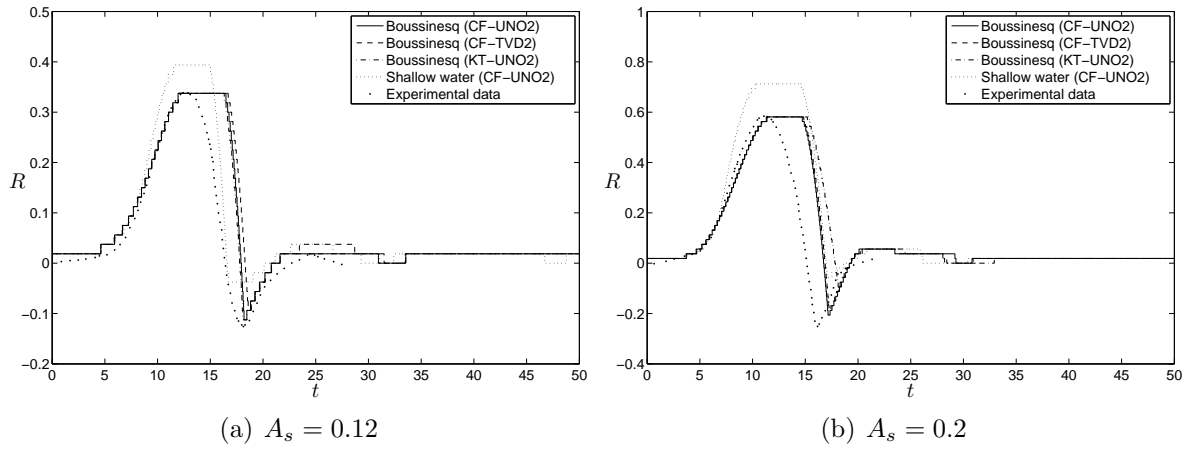 0.5
0.4
0.3
0.2
0.1
0
−0.1
−0.2
R
0 5 10 15 20 25 30 35 40 45 50
t
Boussinesq (CF−UNO2)
Boussinesq (CF−TVD2)
Boussinesq (KT−UNO2)
Shallow water (CF−UNO2)
Experimental data
(a) A_s = 0.12
1
0.8
0.6
0.4
0.2
0
−0.2
−0.4
R
0 5 10 15 20 25 30 35 40 45 50
t
Boussinesq (CF−UNO2)
Boussinesq (CF−TVD2)
Boussinesq (KT−UNO2)
Shallow water (CF−UNO2)
Experimental data
(b) A_s = 0.2